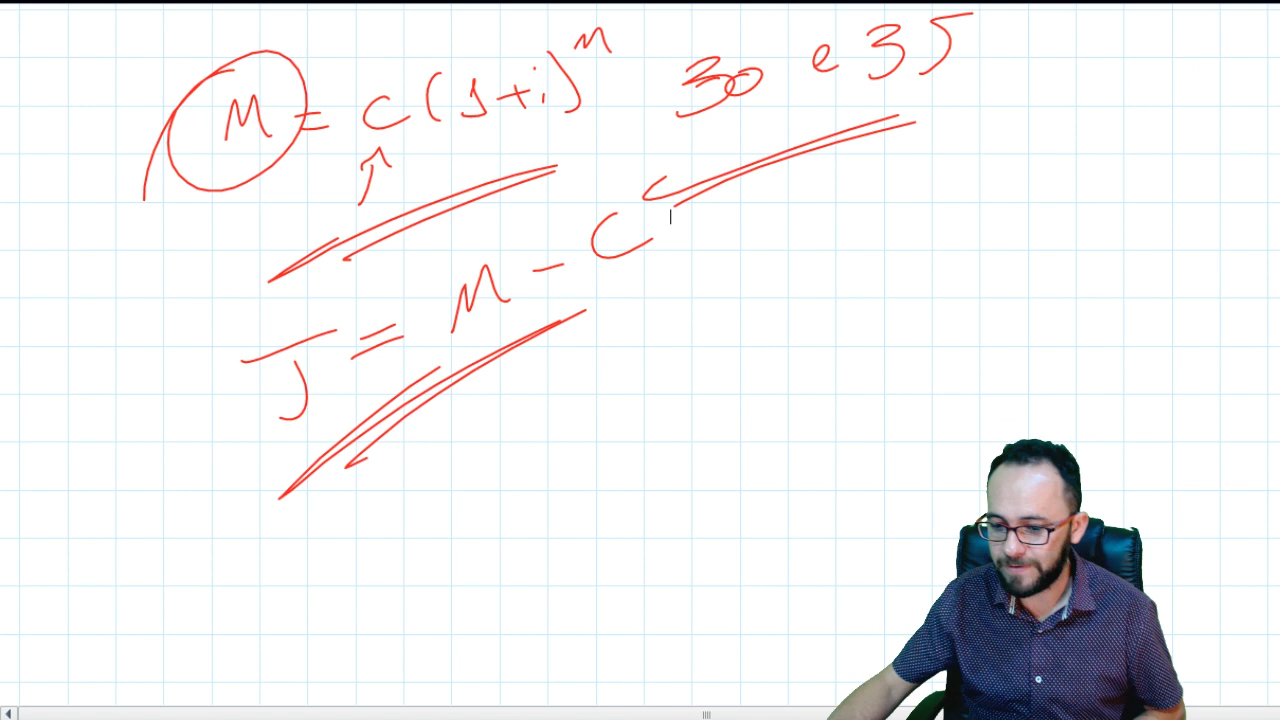 M = C(1+i)^n 30 e 35
J = M - C